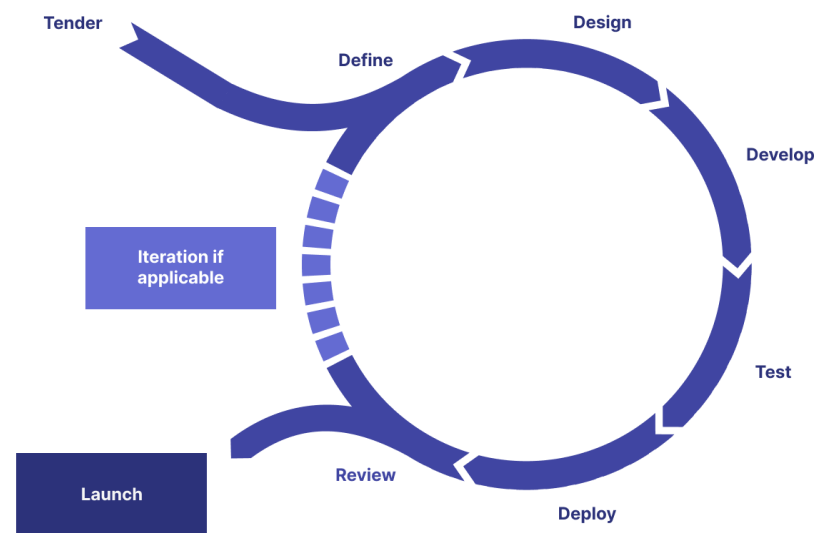 Tender
Design
Define
Develop
Iteration if
applicable
Test
Review
Launch
Deploy